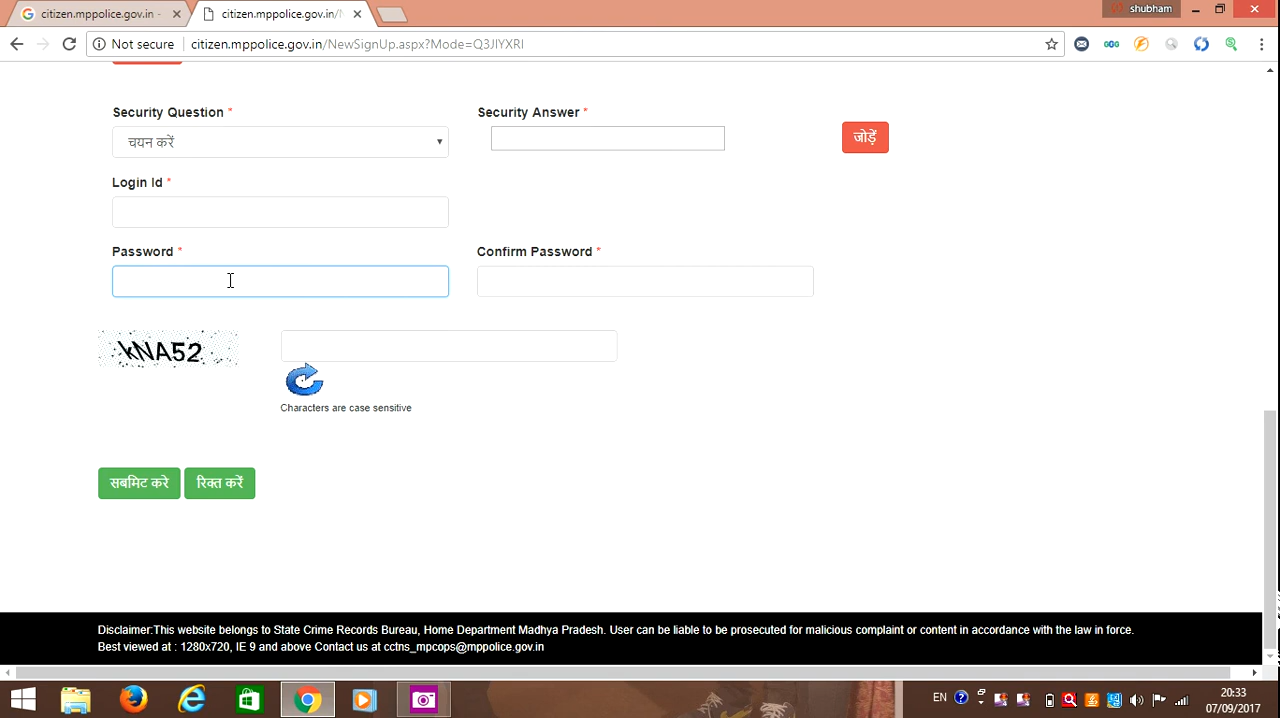 citizen.mppolice.gov.in -
citizen.mppolice.gov.in/
shubham
Not secure
citizen.mppolice.gov.in/NewSignUp.aspx?Mode=Q3JlYXRl
Security Question *
Security Answer *
चयन करें
जोड़ें
Login Id *
Password *
Confirm Password *
kNA52
Characters are case sensitive
सबमिट करे
रिक्त करें
Disclaimer:This website belongs to State Crime Records Bureau, Home Department Madhya Pradesh. User can be liable to be prosecuted for malicious complaint or content in accordance with the law in force.
Best viewed at : 1280x720, IE 9 and above Contact us at cctns_mpcops@mppolice.gov.in
EN
20:33
07/09/2017